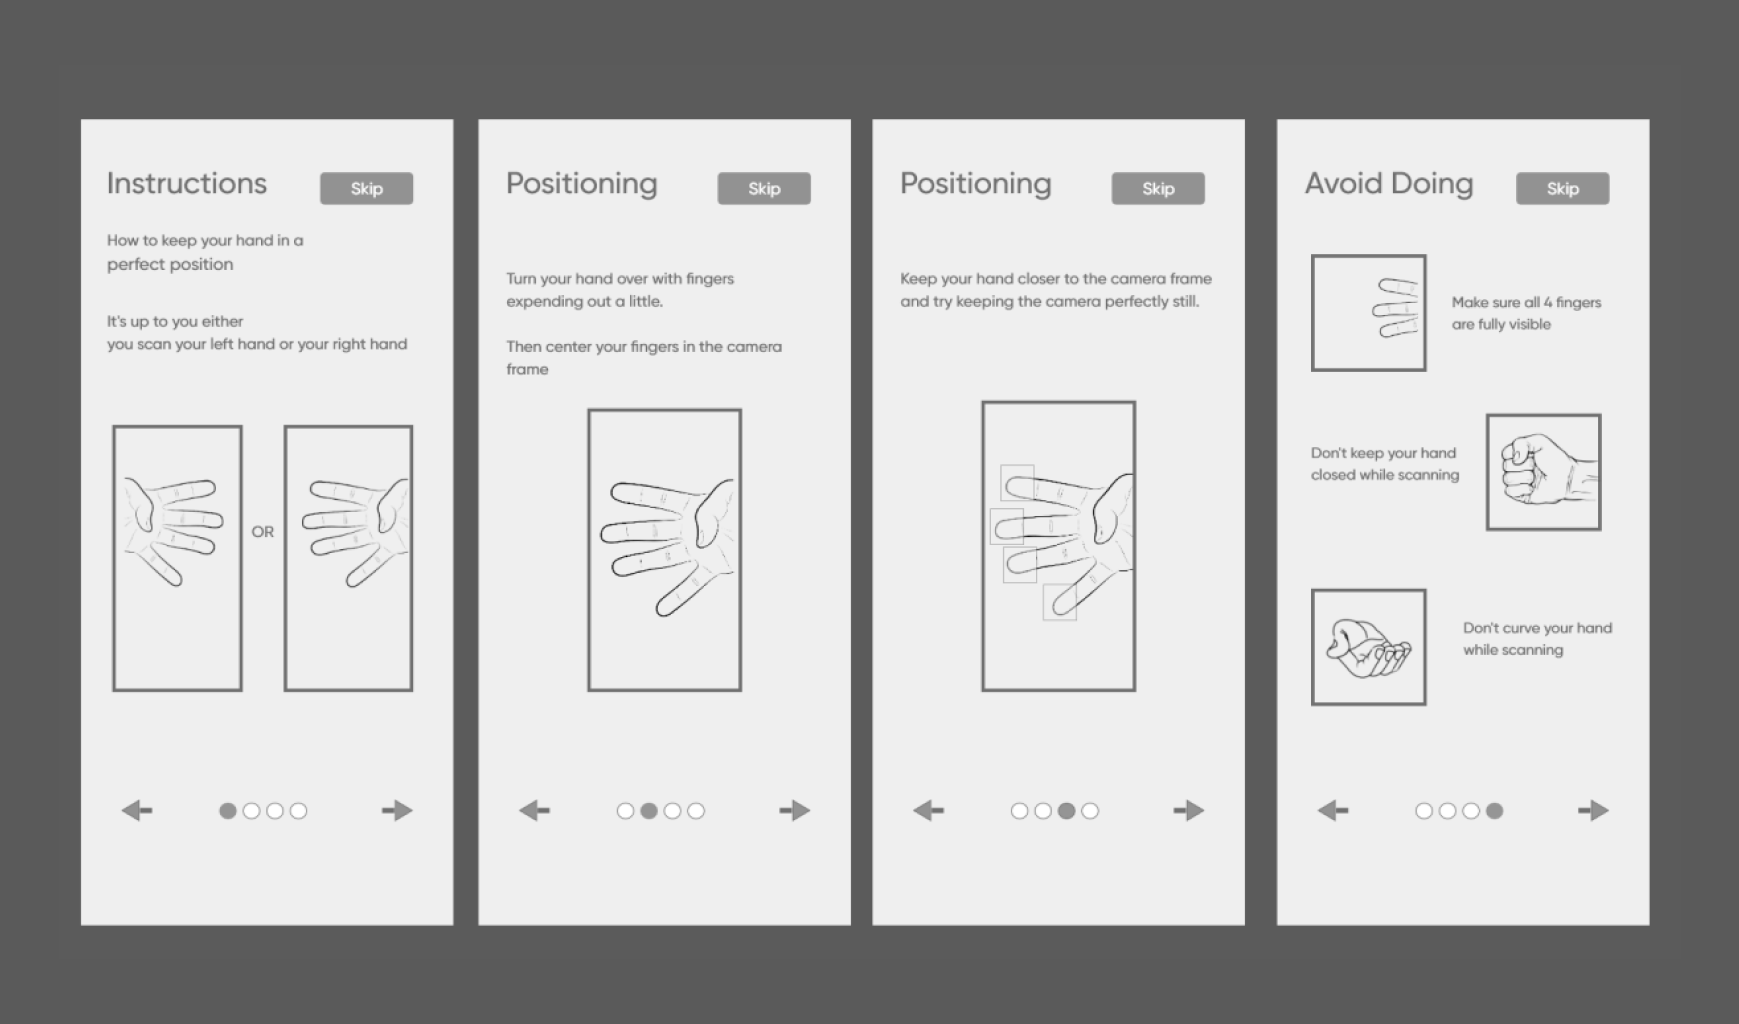 Instructions
Skip
How to keep your hand in a
perfect position
It's up to you either
you scan your left hand or your right hand
OR
Positioning
Skip
Turn your hand over with fingers
expending out a little.
Then center your fingers in the camera
frame
Positioning
Skip
Keep your hand closer to the camera frame
and try keeping the camera perfectly still.
Avoid Doing
Skip
Make sure all 4 fingers
are fully visible
Don't keep your hand
closed while scanning
Don't curve your hand
while scanning